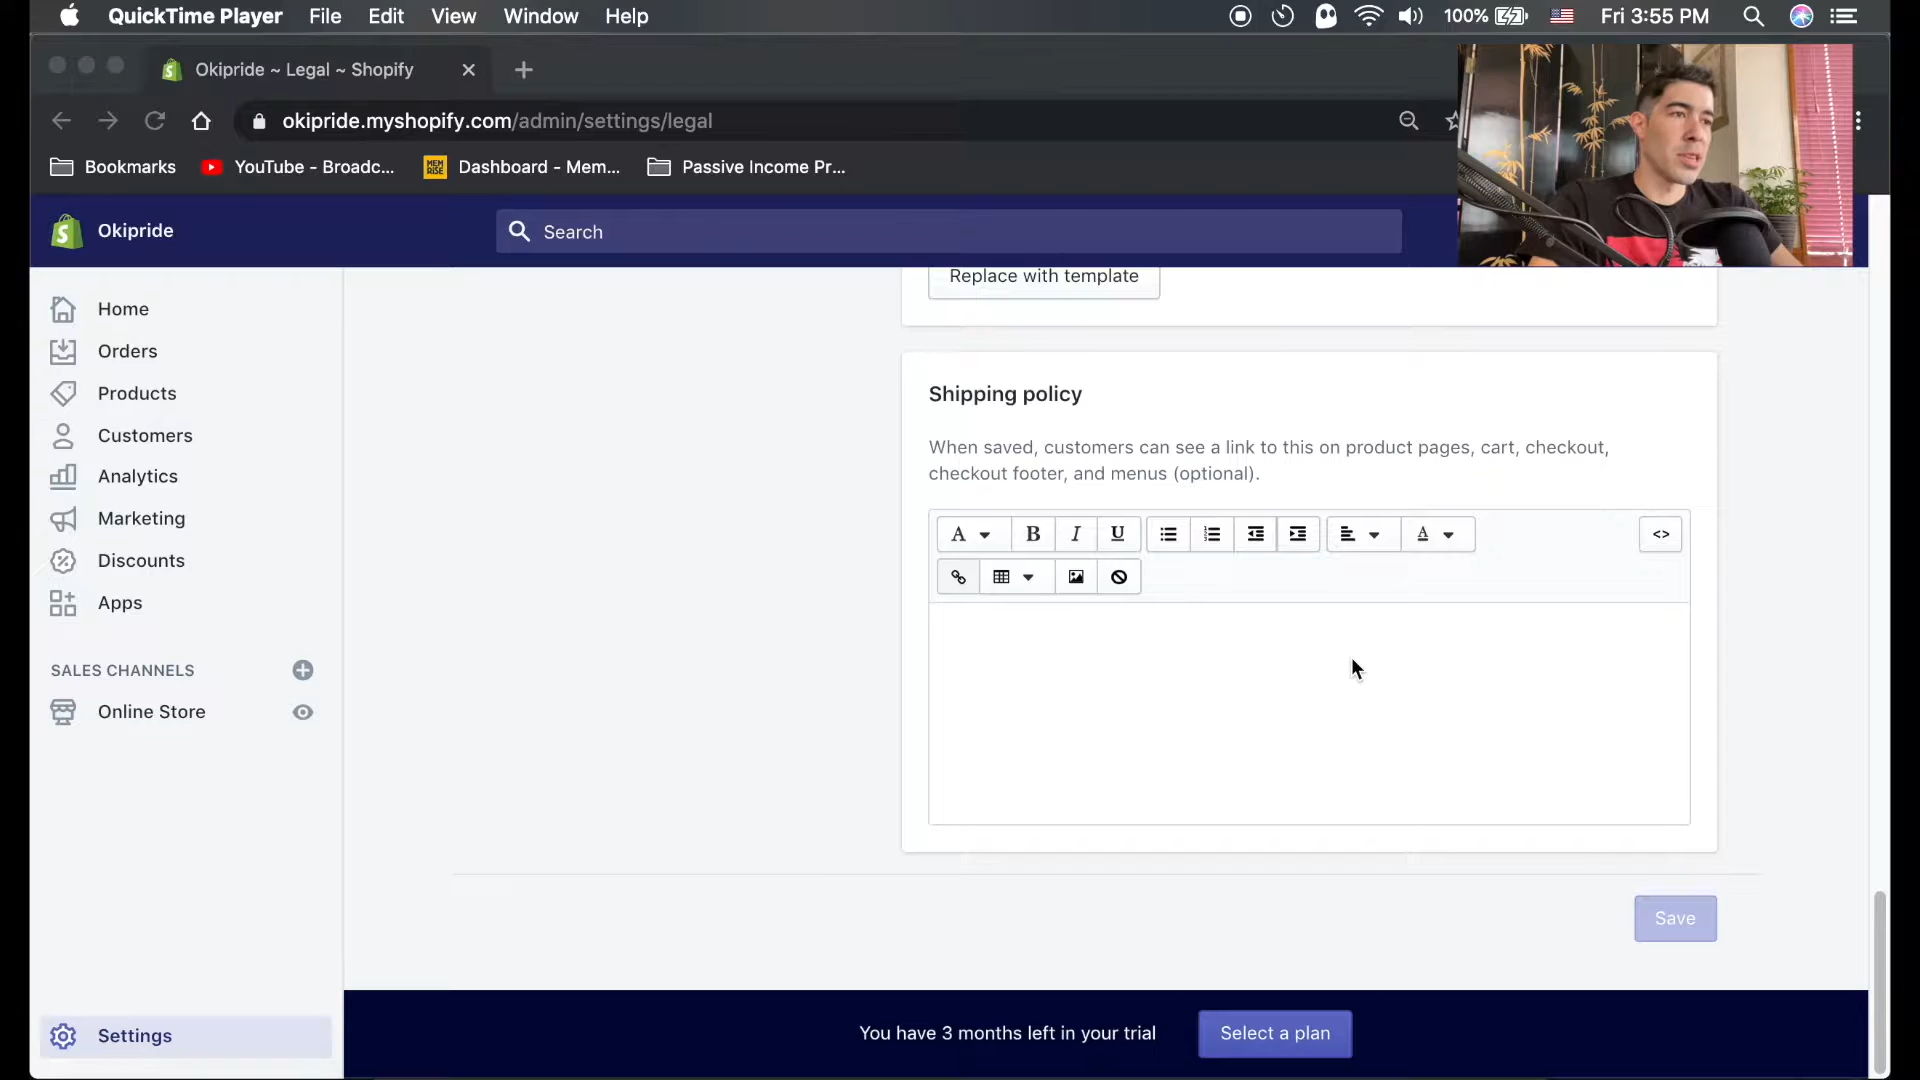 QuickTime Player File Edit View Window Help 100% Fri 3:55 PM
Okipride ~ Legal ~ Shopify
okipride.myshopify.com/admin/settings/legal
Bookmarks YouTube - Broadc... MEM RISE Dashboard - Mem... Passive Income Pr...
Okipride
Search
Replace with template
Home
Orders
Products
Customers
Analytics
Marketing
Discounts
Apps
SALES CHANNELS
Online Store
Settings
Shipping policy
When saved, customers can see a link to this on product pages, cart, checkout,
checkout footer, and menus (optional).
A B I U A <>
Save
You have 3 months left in your trial Select a plan